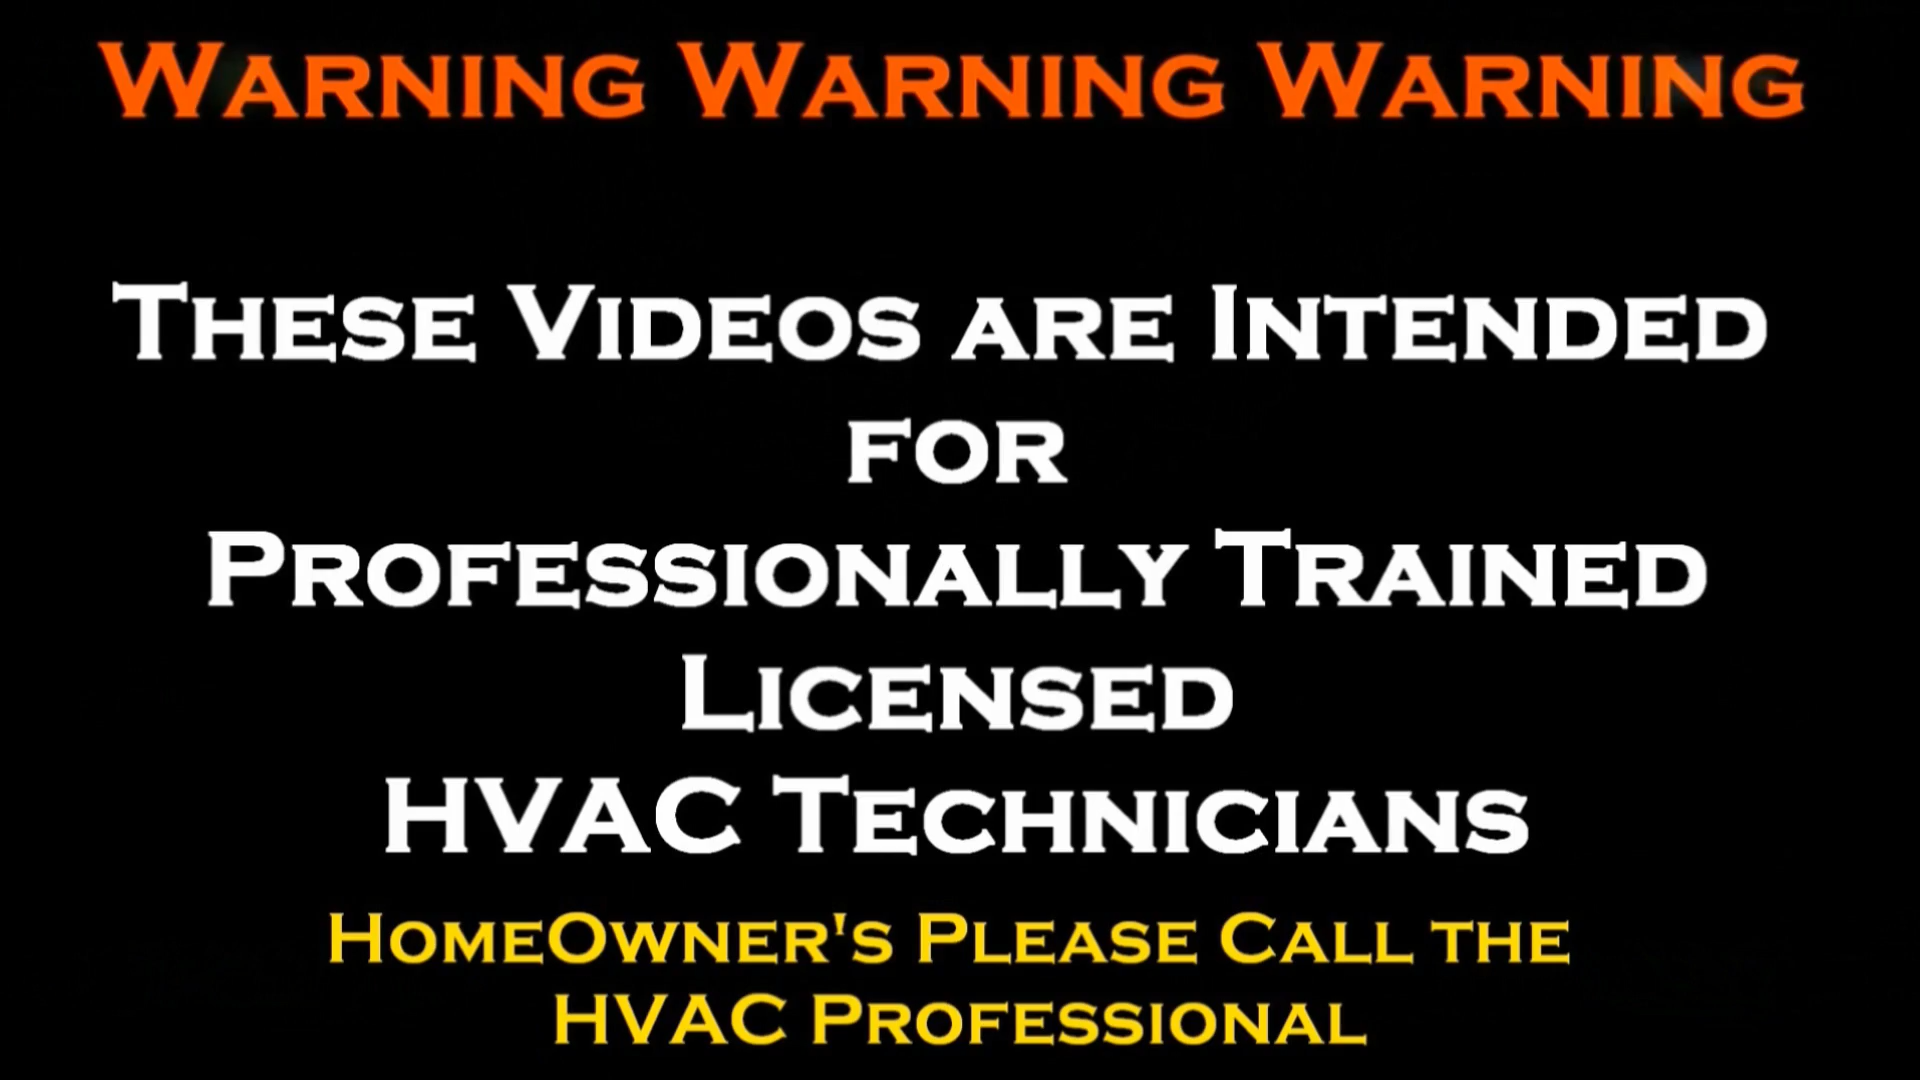 Warning Warning Warning
These Videos are Intended
for
Professionally Trained
Licensed
HVAC Technicians
HomeOwner's Please Call the
HVAC Professional